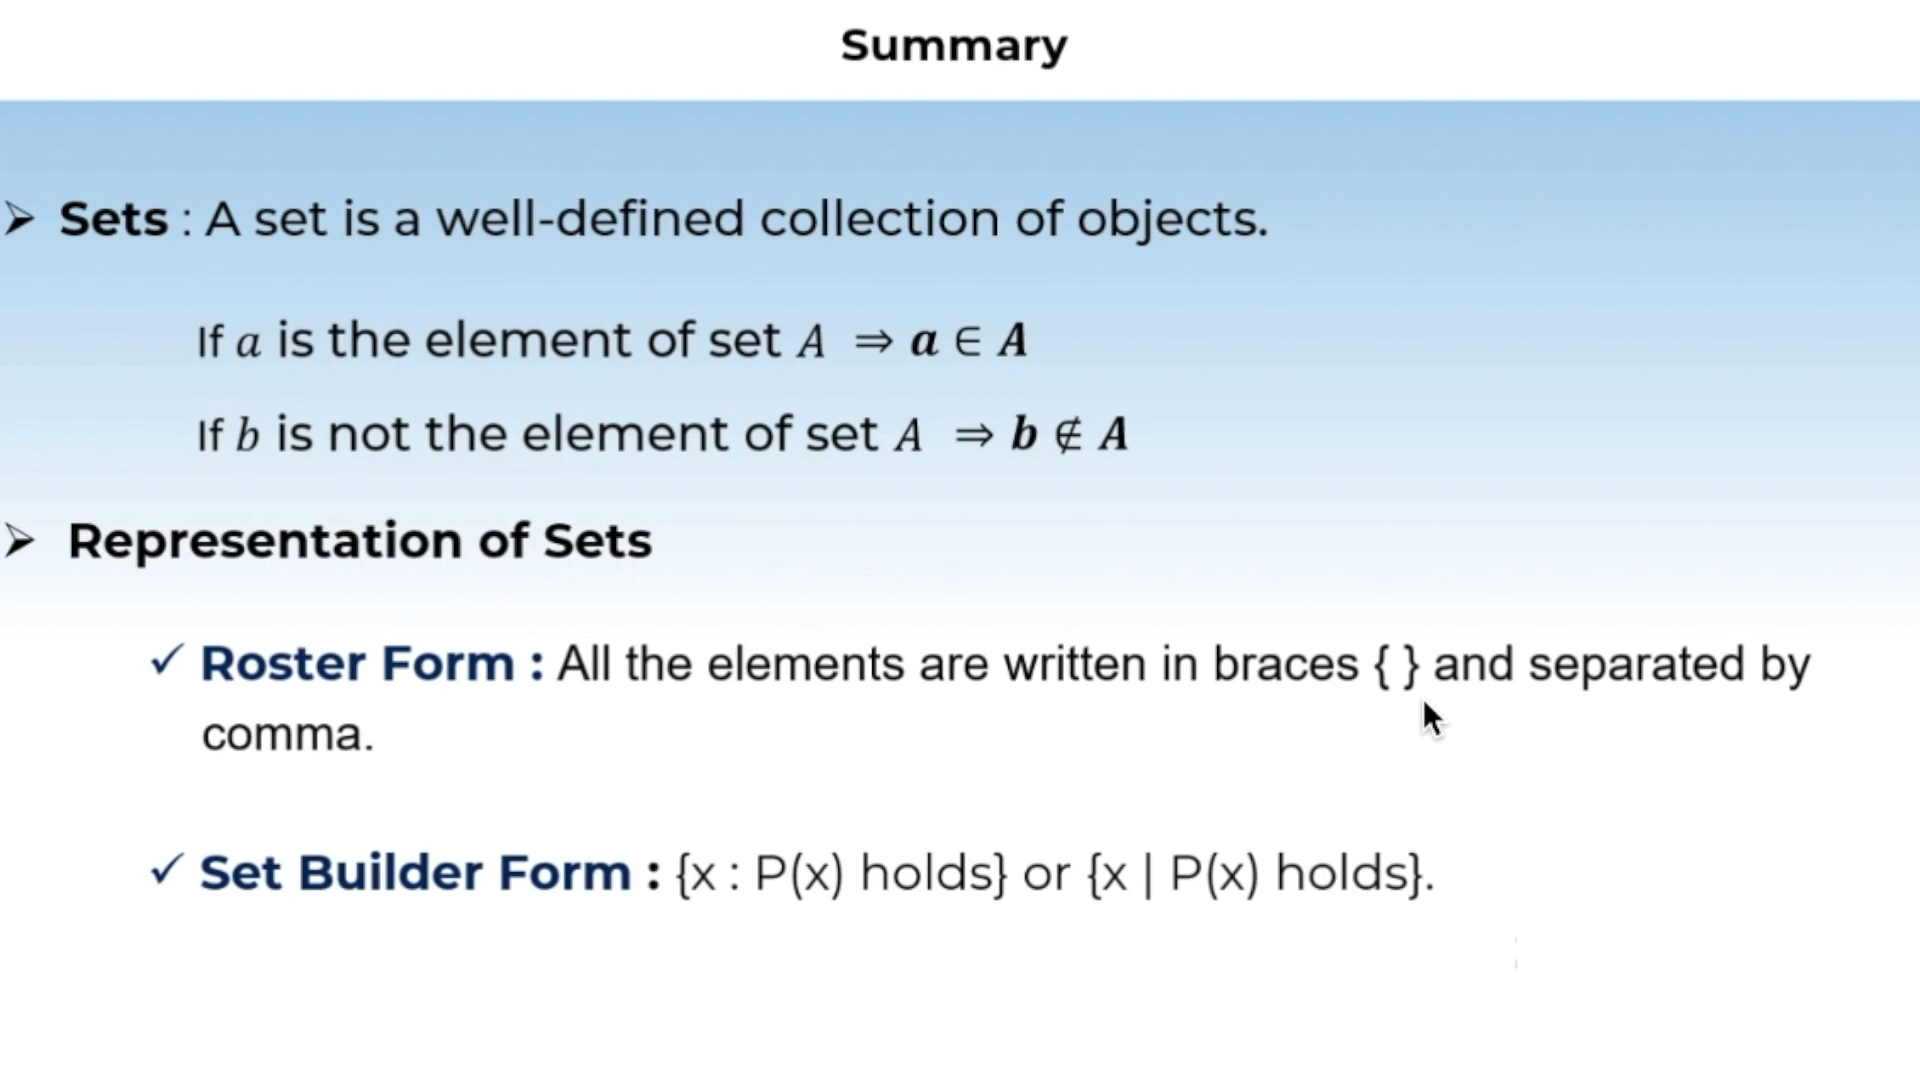 Summary
➢ Sets : A set is a well-defined collection of objects.
If a is the element of set A ⇒ a ∈ A
If b is not the element of set A ⇒ b ∉ A
➢ Representation of Sets
✓ Roster Form : All the elements are written in braces { } and separated by
comma.
✓ Set Builder Form : {x : P(x) holds} or {x | P(x) holds}.